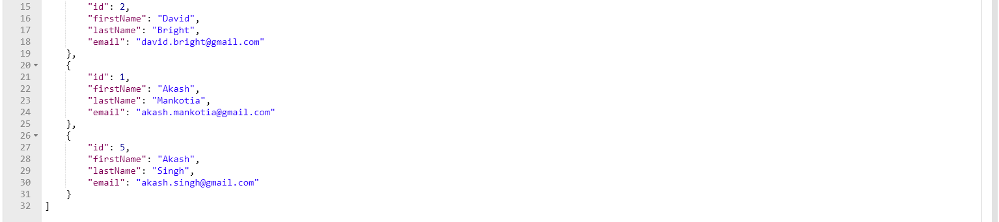 15 "id": 2,
16 "firstName": "David",
17 "lastName": "Bright",
18 "email": "david.bright@gmail.com"
19 },
20 {
21 "id": 1,
22 "firstName": "Akash",
23 "lastName": "Mankotia",
24 "email": "akash.mankotia@gmail.com"
25 },
26 {
27 "id": 5,
28 "firstName": "Akash",
29 "lastName": "Singh",
30 "email": "akash.singh@gmail.com"
31 }
32 ]